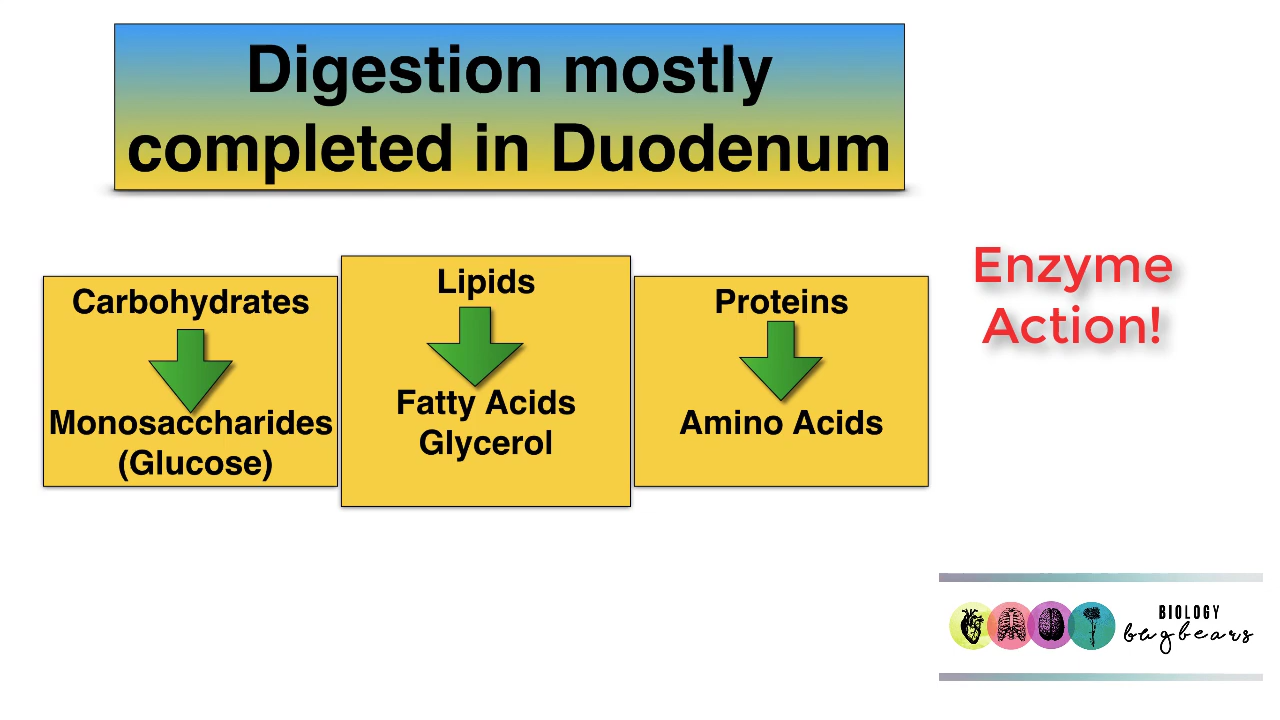 Digestion mostly
completed in Duodenum
Carbohydrates
Monosaccharides
(Glucose)
Lipids
Fatty Acids
Glycerol
Proteins
Amino Acids
Enzyme
Action!
BIOLOGY
bugbears